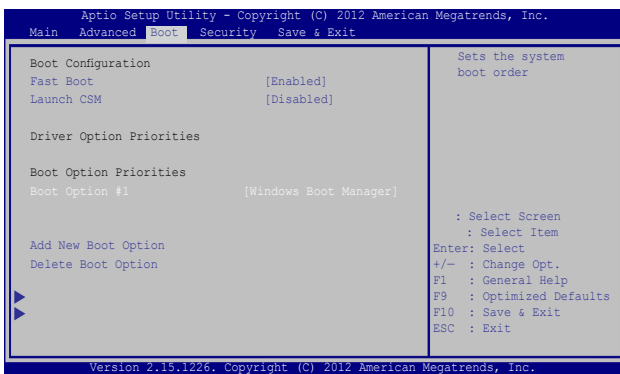 Aptio Setup Utility - Copyright (C) 2012 American Megatrends, Inc.
Main Advanced Boot Security Save & Exit
Boot Configuration
Fast Boot [Enabled]
Launch CSM [Disabled]
Driver Option Priorities
Boot Option Priorities
Boot Option #1 [Windows Boot Manager]
Add New Boot Option
Delete Boot Option
Sets the system
boot order
: Select Screen
: Select Item
Enter: Select
+/— : Change Opt.
F1 : General Help
F9 : Optimized Defaults
F10 : Save & Exit
ESC : Exit
Version 2.15.1226. Copyright (C) 2012 American Megatrends, Inc.